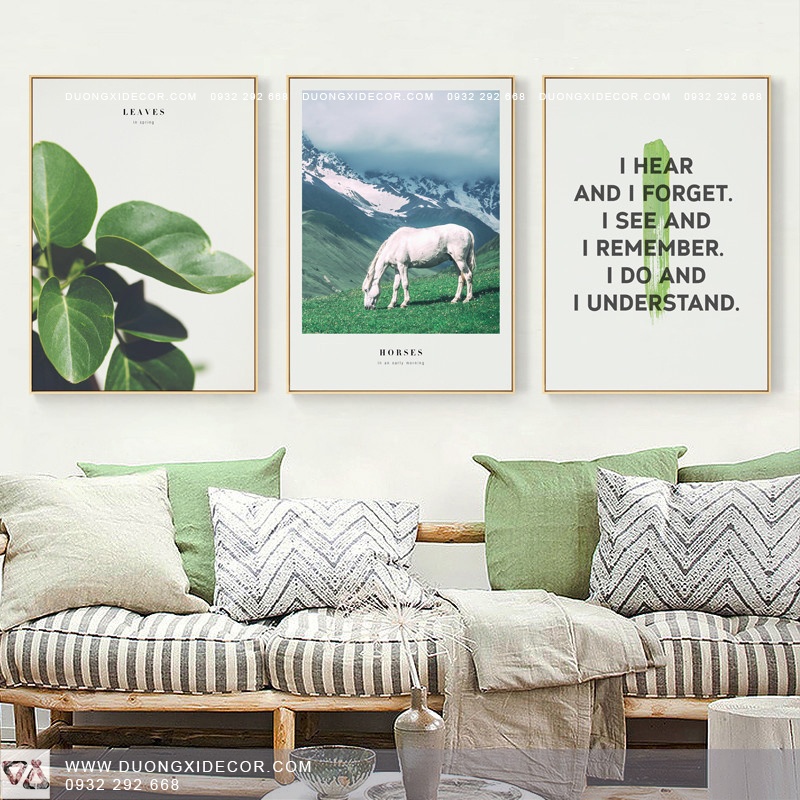 DUONGXIDECOR.COM 0932 292 668 DUONGXIDECOR.COM 0932 292 668 DUONGXIDECOR.COM 0932 292 668
LEAVES
in spring
HORSES
in an early morning
I HEAR
AND I FORGET.
I SEE AND
I REMEMBER.
I DO AND
I UNDERSTAND.
WWW.DUONGXIDECOR.COM
0932 292 668